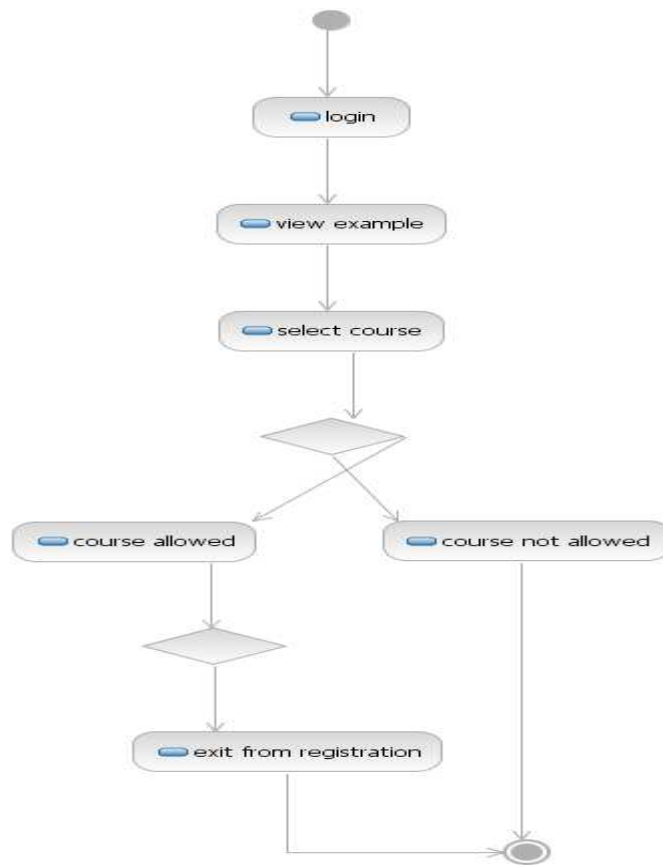 login
view example
select course
course allowed
course not allowed
exit from registration